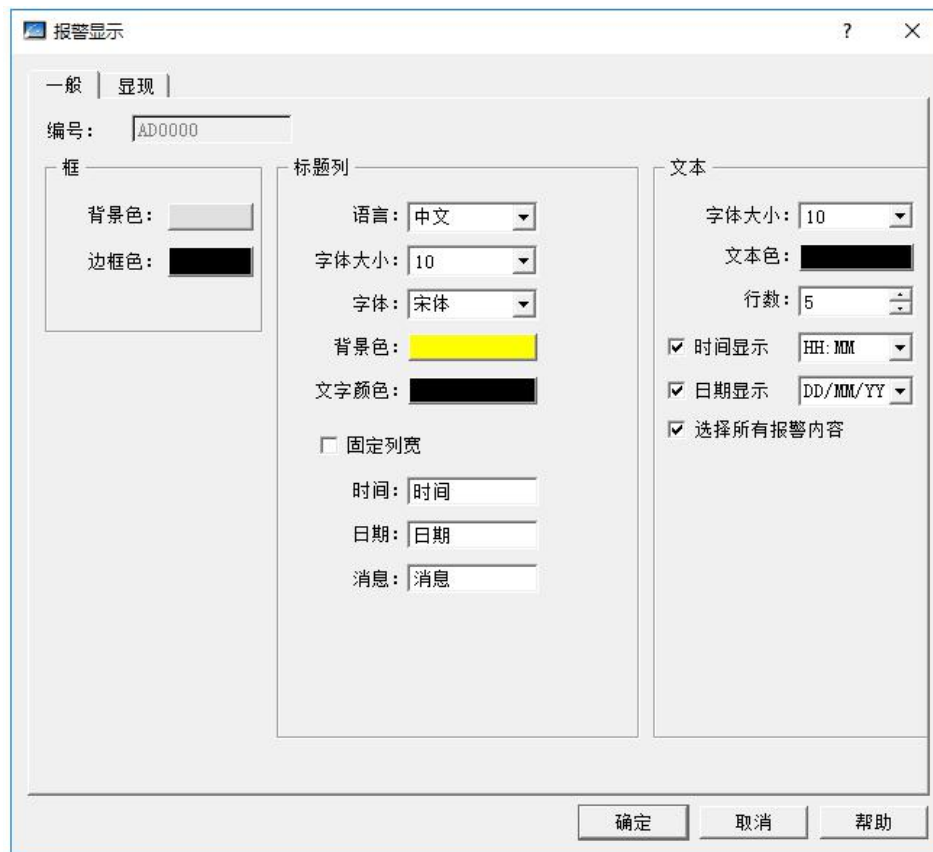 报警显示
一般 显现
编号: AD0000
框
背景色:
边框色:
标题列
语言: 中文
字体大小: 10
字体: 宋体
背景色:
文字颜色:
固定列宽
时间: 时间
日期: 日期
消息: 消息
文本
字体大小: 10
文本色:
行数: 5
时间显示 HH:MM
日期显示 DD/MM/YY
选择所有报警内容
确定 取消 帮助